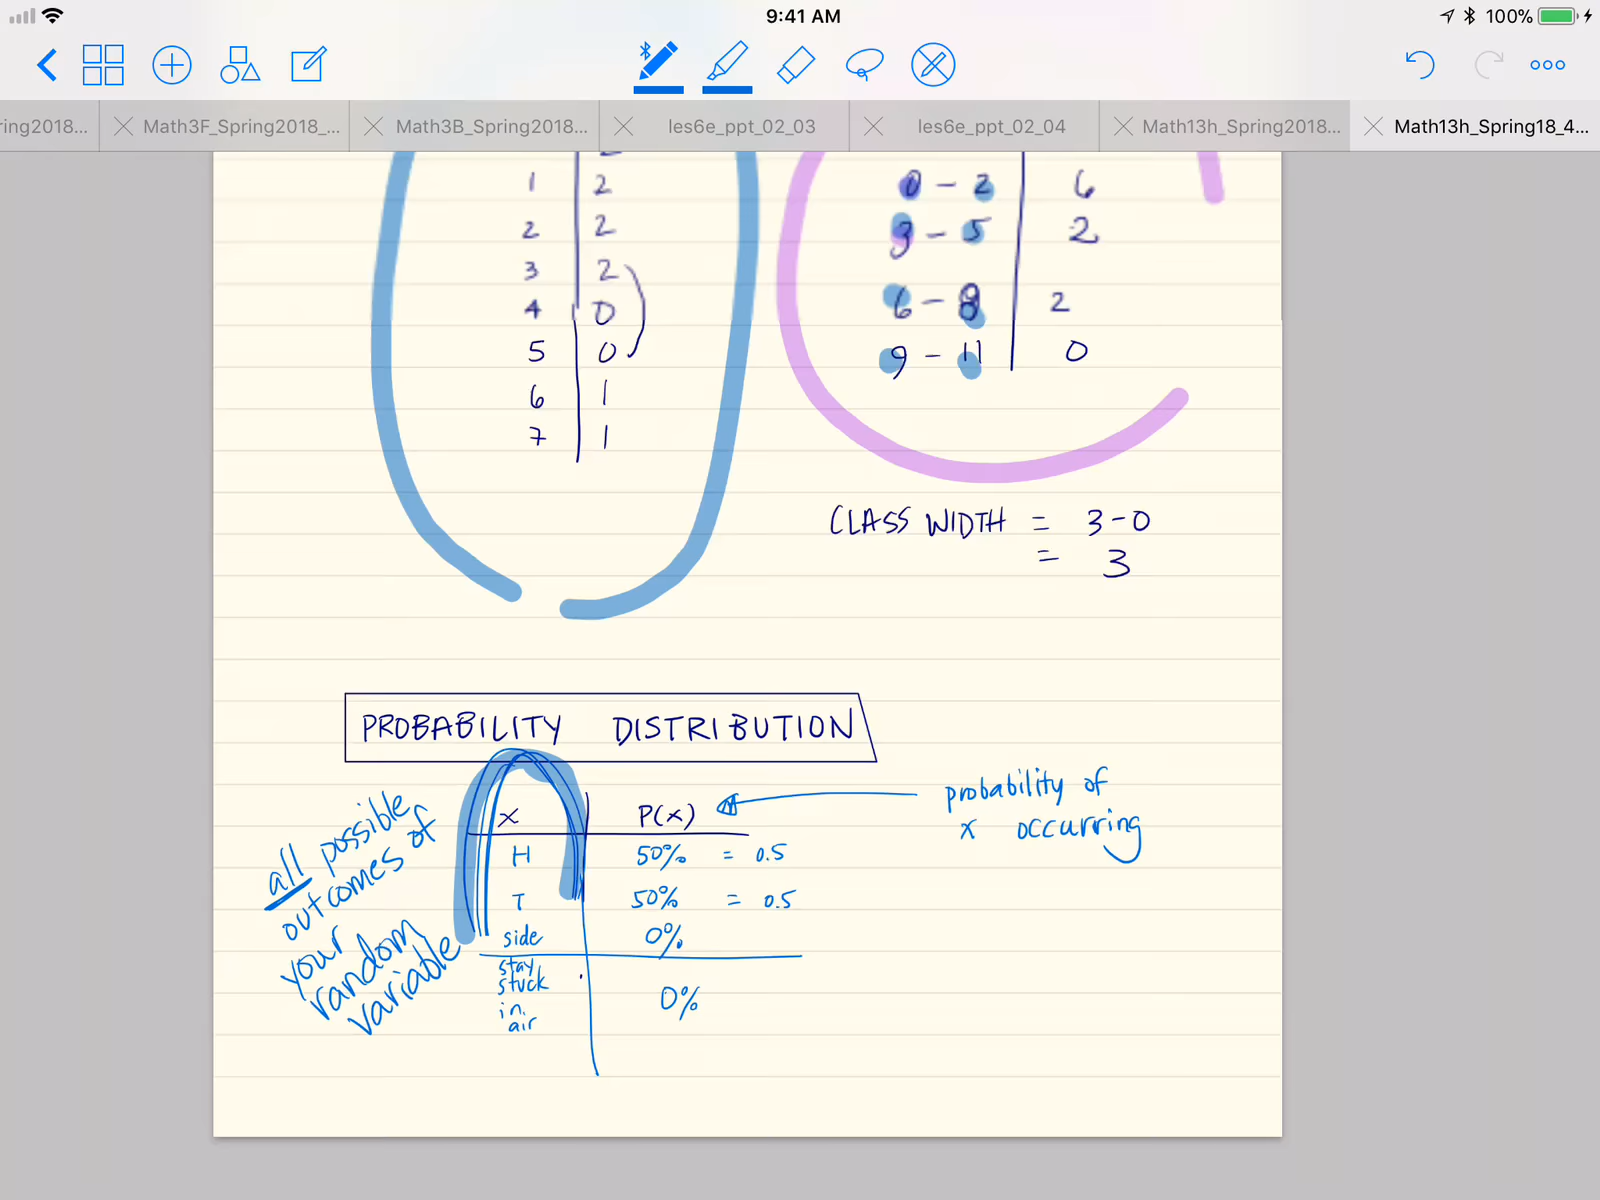 9:41 AM
100%
ring2018...
Math3F_Spring2018_...
Math3B_Spring2018...
les6e_ppt_02_03
les6e_ppt_02_04
Math13h_Spring2018...
Math13h_Spring18_4...
1 2
2 2
3 2
4 0
5 0
6 1
7 1
0 - 2 6
3 - 5 2
6 - 8 2
9 - 11 0
CLASS WIDTH = 3-0
= 3
PROBABILITY DISTRIBUTION
all possible
outcomes of
your
random
variable
x P(x)
H 50% = 0.5
T 50% = 0.5
side 0%
stay
stuck
in
air
0%
probability of
x occurring